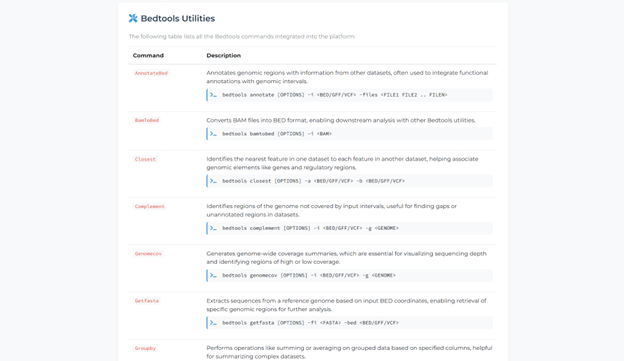 Bedtools Utilities
The following table lists all the Bedtools commands integrated into the platform
Command Description
AnnotateBed Annotates genomic regions with information from other datasets, often used to integrate functional
annotations with genomic intervals.
>_ bedtools annotate [OPTIONS] -i <BED/GFF/VCF> -files <FILE1 FILE2 .. FILEN>
BamToBed Converts BAM files into BED format, enabling downstream analysis with other Bedtools utilities.
>_ bedtools bamtobed [OPTIONS] -i <BAM>
Closest Identifies the nearest feature in one dataset to each feature in another dataset, helping associate
genomic elements like genes and regulatory regions.
>_ bedtools closest [OPTIONS] -a <BED/GFF/VCF> -b <BED/GFF/VCF>
Complement Identifies regions of the genome not covered by input intervals, useful for finding gaps or
unannotated regions in datasets.
>_ bedtools complement [OPTIONS] -i <BED/GFF/VCF> -g <GENOME>
Genomecov Generates genome-wide coverage summaries, which are essential for visualizing sequencing depth
and identifying regions of high or low coverage.
>_ bedtools genomecov [OPTIONS] -i <BED/GFF/VCF> -g <GENOME>
Getfasta Extracts sequences from a reference genome based on input BED coordinates, enabling retrieval of
specific genomic regions for further analysis.
>_ bedtools getfasta [OPTIONS] -fi <FASTA> -bed <BED/GFF/VCF>
Groupby Performs operations like summing or averaging on grouped data based on specified columns, helpful
for summarizing complex datasets.